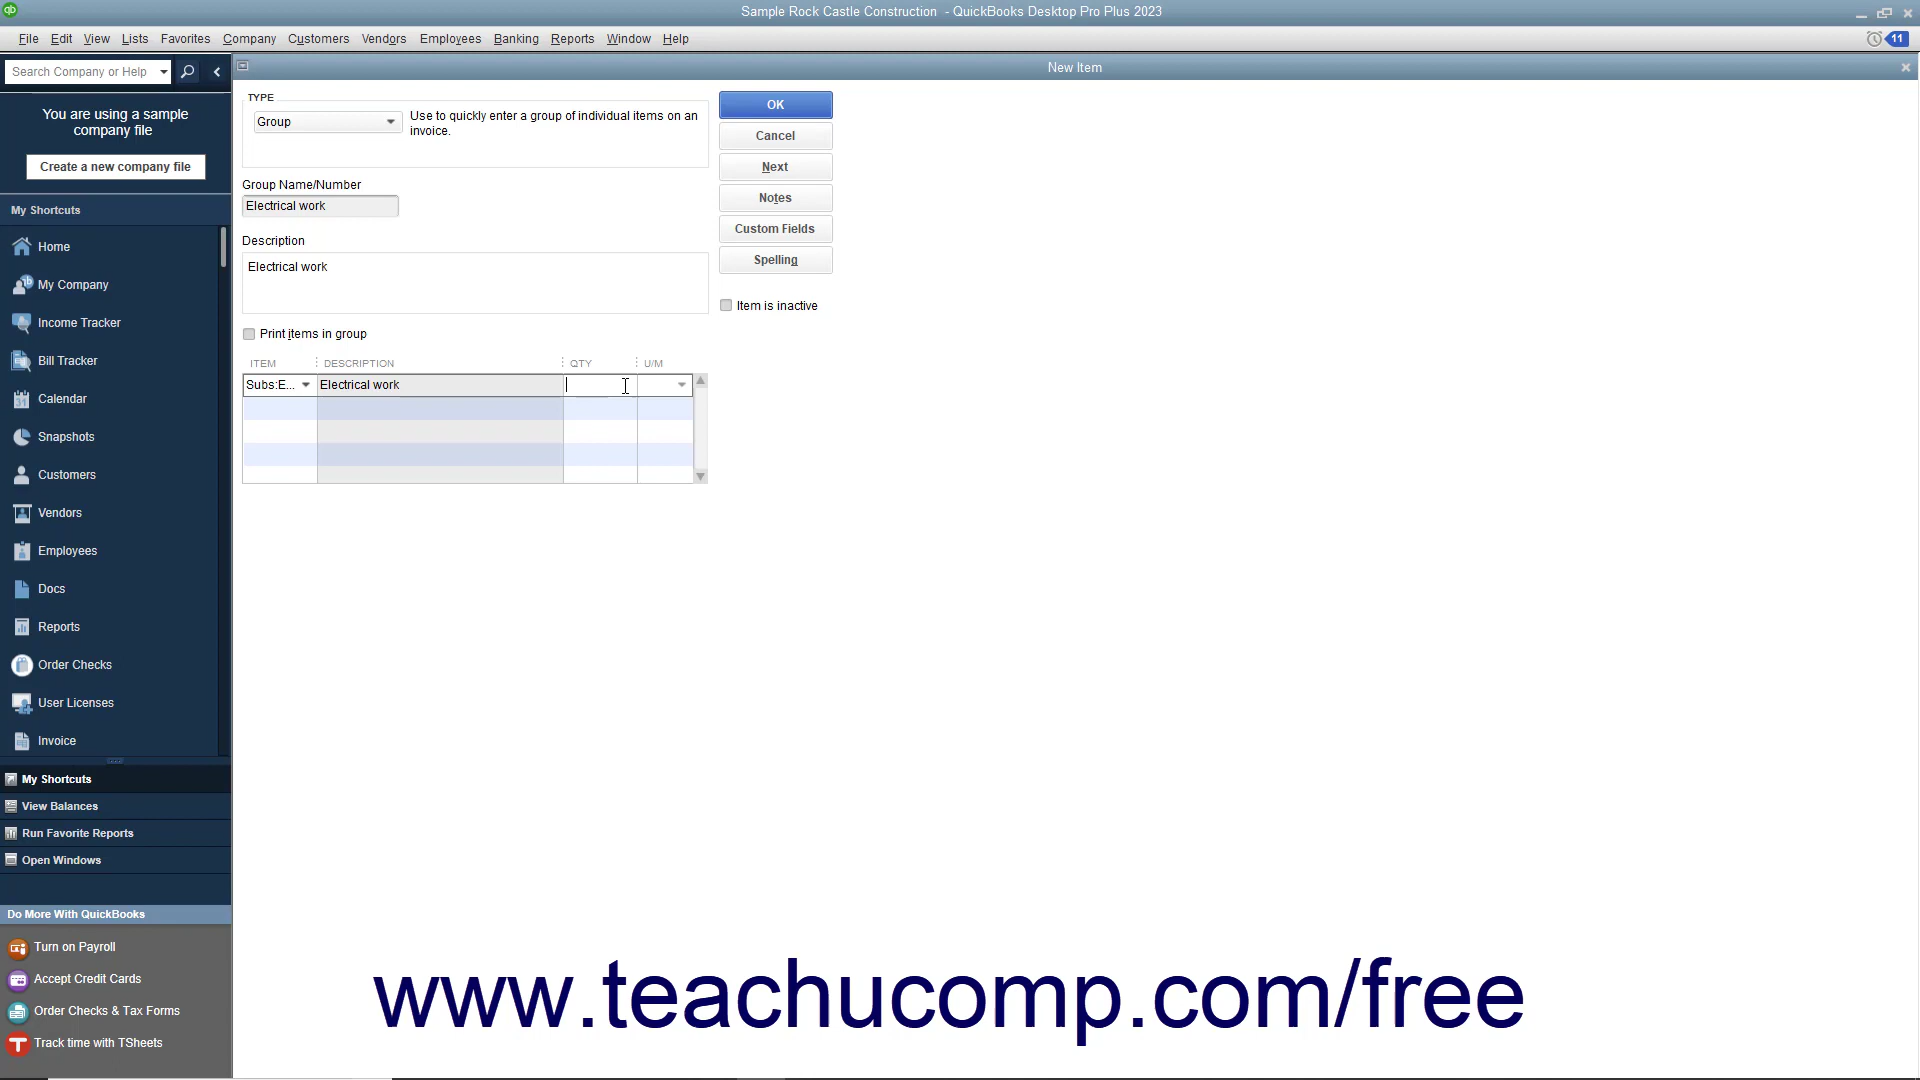 Sample Rock Castle Construction - QuickBooks Desktop Pro Plus 2023
File Edit View Lists Favorites Company Customers Vendors Employees Banking Reports Window Help
11
Search Company or Help
New Item
You are using a sample
company file
Create a new company file
My Shortcuts
Home
My Company
Income Tracker
Bill Tracker
Calendar
Snapshots
Customers
Vendors
Employees
Docs
Reports
Order Checks
User Licenses
Invoice
My Shortcuts
View Balances
Run Favorite Reports
Open Windows
Do More With QuickBooks
Turn on Payroll
Accept Credit Cards
Order Checks & Tax Forms
Track time with TSheets
TYPE
Group
Use to quickly enter a group of individual items on an
invoice.
Group Name/Number
Electrical work
Description
Electrical work
Print items in group
ITEM DESCRIPTION QTY U/M
Subs:E... Electrical work
OK
Cancel
Next
Notes
Custom Fields
Spelling
Item is inactive
www.teachucomp.com/free